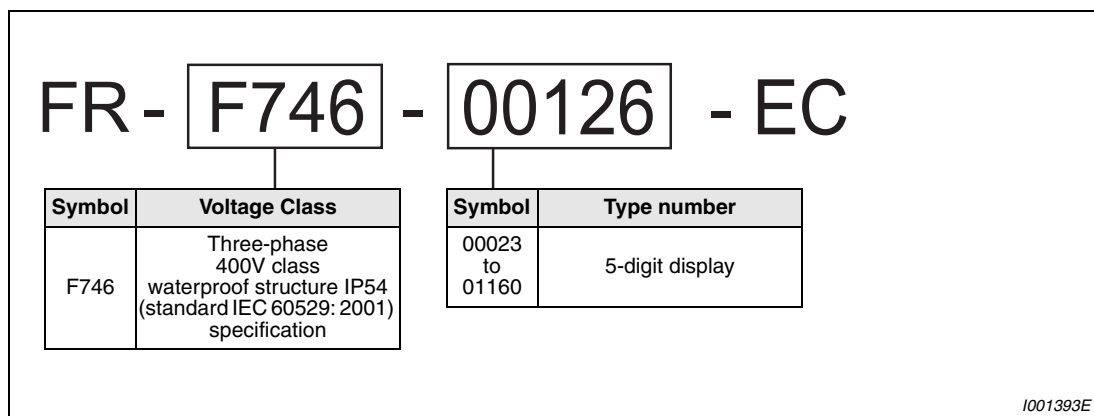 FR - F746 - 00126 - EC
Symbol Voltage Class
F746
Three-phase
400V class
waterproof structure IP54
(standard IEC 60529: 2001)
specification
Symbol Type number
00023
to
01160
5-digit display
I001393E